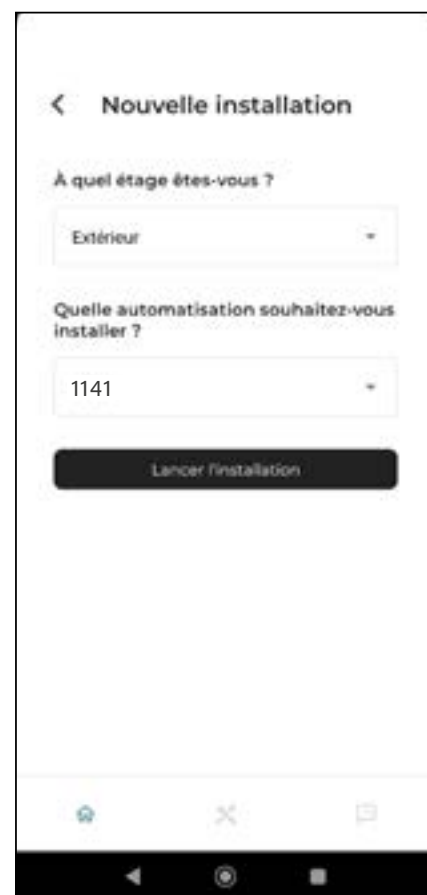 Nouvelle installation
À quel étage êtes-vous ?
Extérieur
Quelle automatisation souhaitez-vous
installer ?
1141
Lancer l'installation